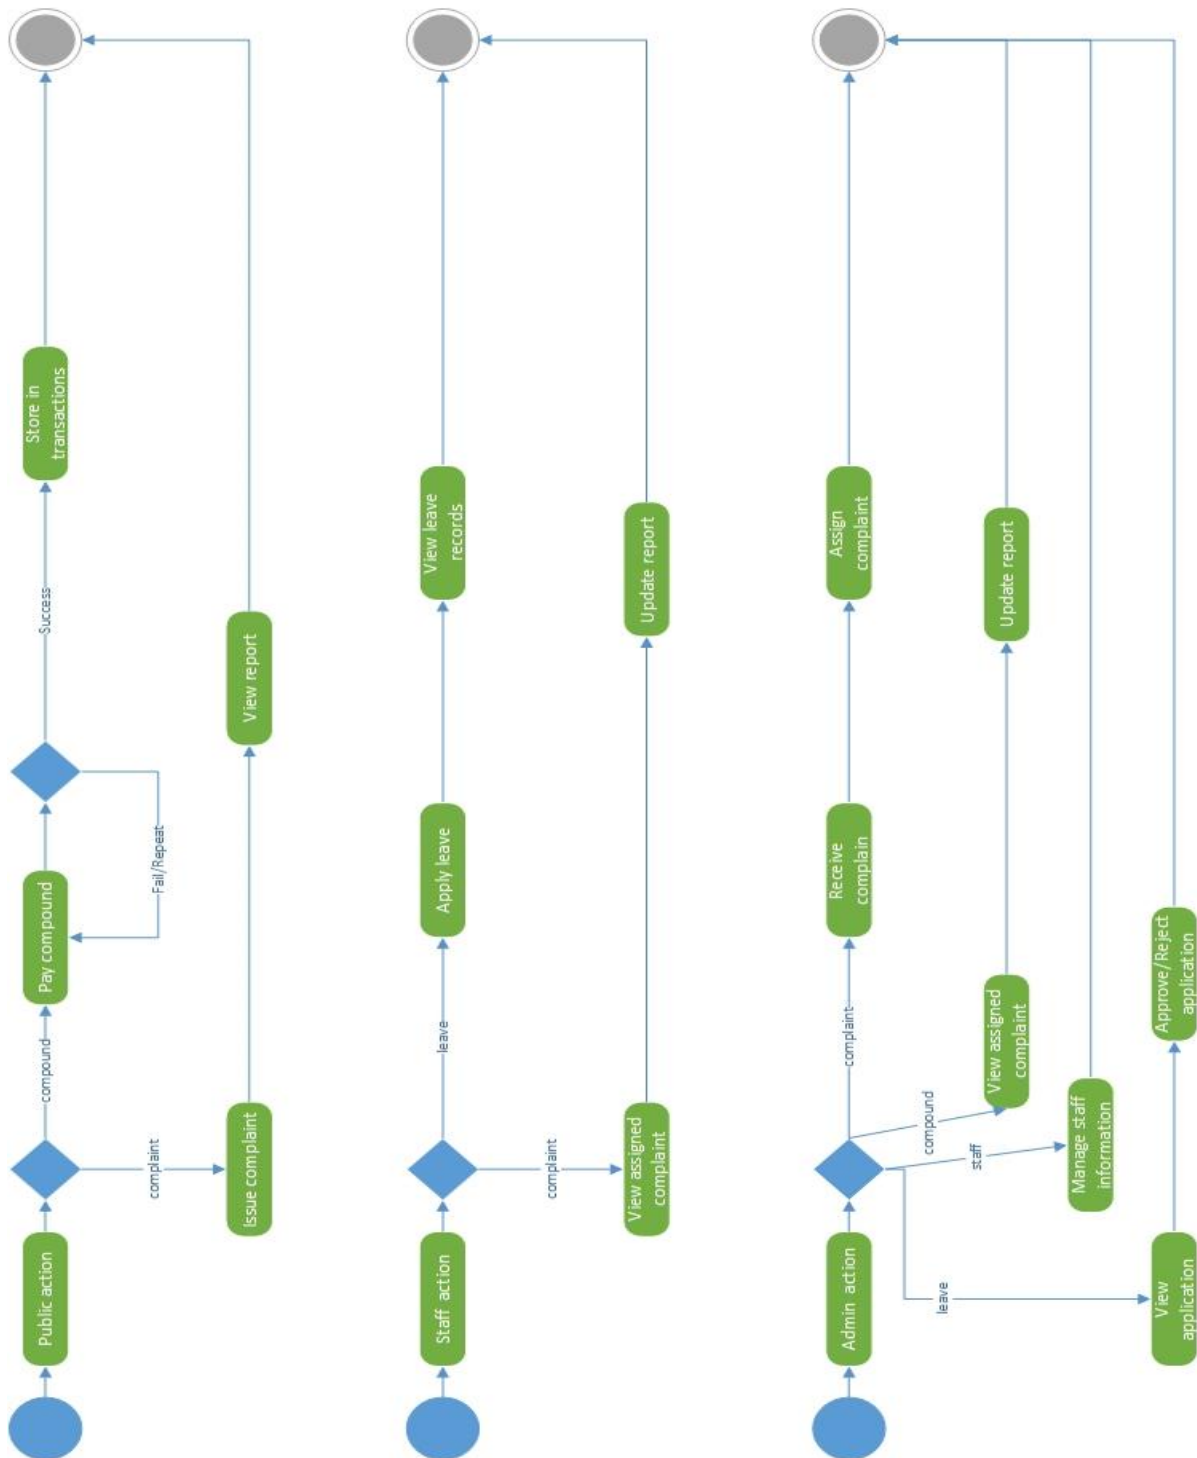 Public action
compound
complaint
Pay compound
Fail/Repeat
Success
Store in
transactions
Issue complaint
View report
Staff action
leave
complaint
Apply leave
View leave
records
View assigned
complaint
Update report
Admin action
complaint
compound
staff
leave
Receive
complain
Assign
complaint
View assigned
complaint
Update report
Manage staff
information
View
application
Approve/Reject
application